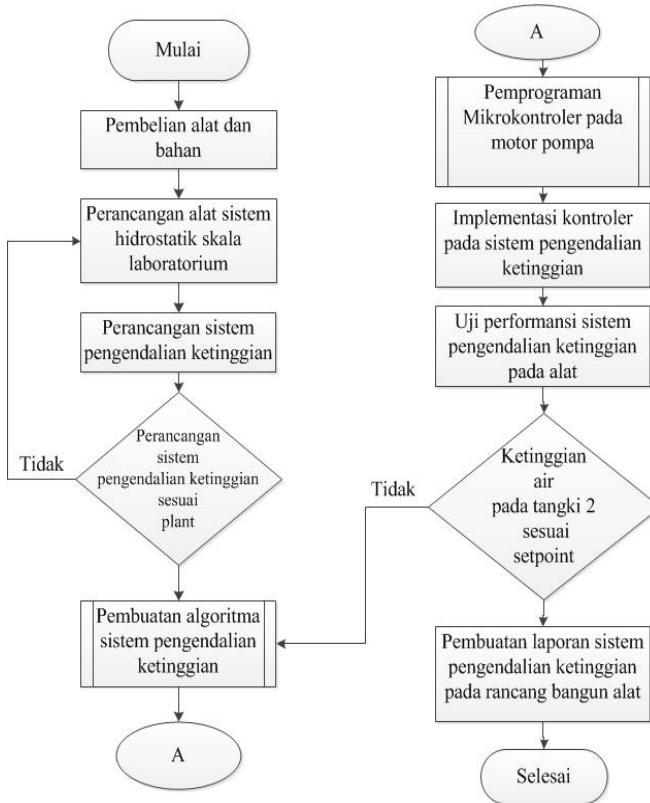 Mulai
Pembelian alat dan
bahan
Perancangan alat sistem
hidrostatik skala
laboratorium
Perancangan sistem
pengendalian ketinggian
Perancangan
sistem
pengendalian ketinggian
sesuai
plant
Tidak
Pembuatan algoritma
sistem pengendalian
ketinggian
A
A
Pemprograman
Mikrokontroler pada
motor pompa
Implementasi kontroler
pada sistem pengendalian
ketinggian
Uji performansi sistem
pengendalian ketinggian
pada alat
Ketinggian
air
pada tangki 2
sesuai
setpoint
Tidak
Pembuatan laporan sistem
pengendalian ketinggian
pada rancang bangun alat
Selesai